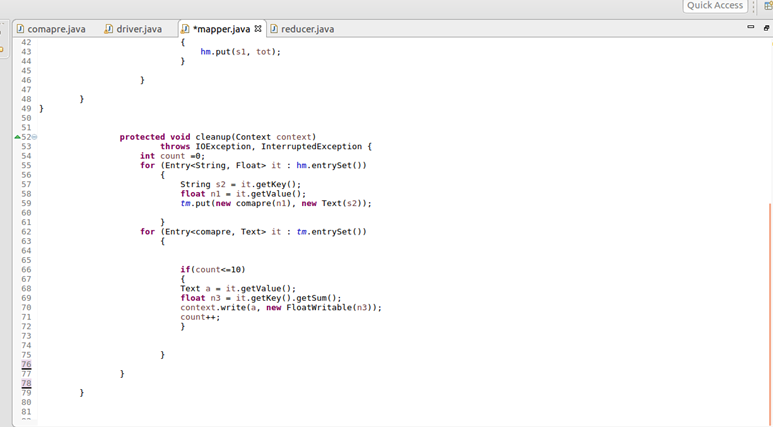 Quick Access
comapre.java driver.java *mapper.java reducer.java
42 {
43 hm.put(s1, tot);
44 }
45
46 }
47
48 }
49 }
50
51
52 protected void cleanup(Context context)
53 throws IOException, InterruptedException {
54 int count =0;
55 for (Entry<String, Float> it : hm.entrySet())
56 {
57 String s2 = it.getKey();
58 float n1 = it.getValue();
59 tm.put(new comapre(n1), new Text(s2));
60
61 }
62 for (Entry<comapre, Text> it : tm.entrySet())
63 {
64
65
66 if(count<=10)
67 {
68 Text a = it.getValue();
69 float n3 = it.getKey().getSum();
70 context.write(a, new FloatWritable(n3));
71 count++;
72 }
73
74
75 }
76
77 }
78
79 }
80
81